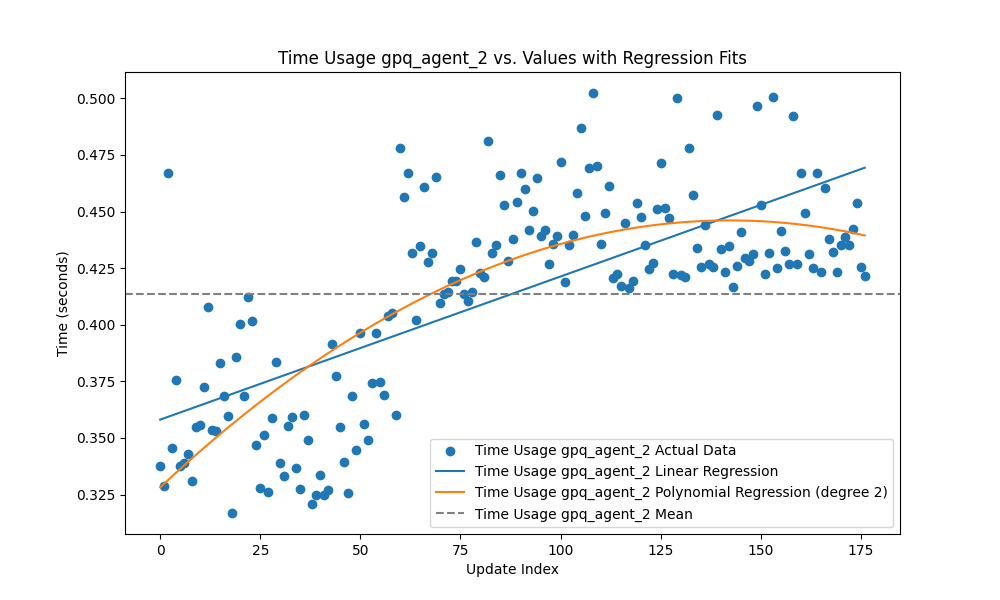 Time Usage gpq_agent_2 vs. Values with Regression Fits
0.500
0.475
0.450
0.425
0.400
0.375
0.350
0.325
Time (seconds)
Time Usage gpq_agent_2 Actual Data
Time Usage gpq_agent_2 Linear Regression
Time Usage gpq_agent_2 Polynomial Regression (degree 2)
Time Usage gpq_agent_2 Mean
0 25 50 75 100 125 150 175
Update Index